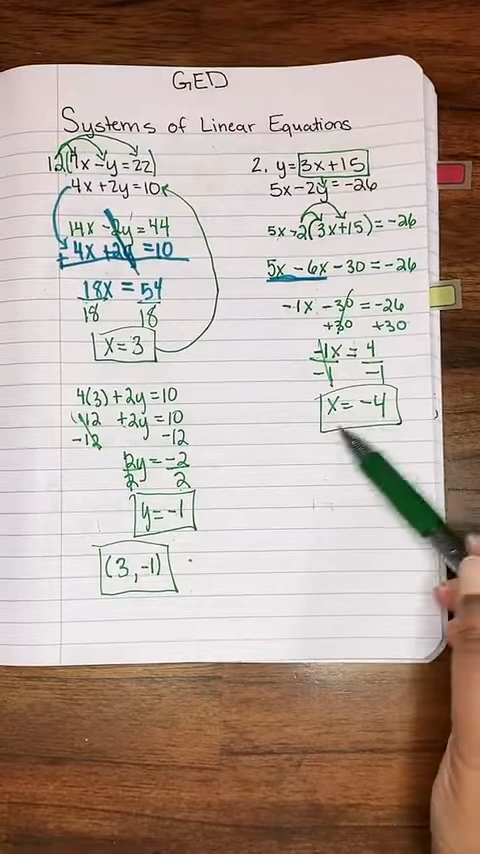 GED
Systems of Linear Equations
12(7x - y = 22)
4x + 2y = 10
14x - 2y = 44
+ 4x + 2y = 10
18x = 54
18 18
x = 3
4(3) + 2y = 10
12 + 2y = 10
-12 -12
2y = -2
2 2
y = -1
(3, -1)
2. y = 3x + 15
5x - 2y = -26
5x - 2(3x + 15) = -26
5x - 6x - 30 = -26
-1x - 30 = -26
+30 +30
-1x = 4
-1 -1
x = -4